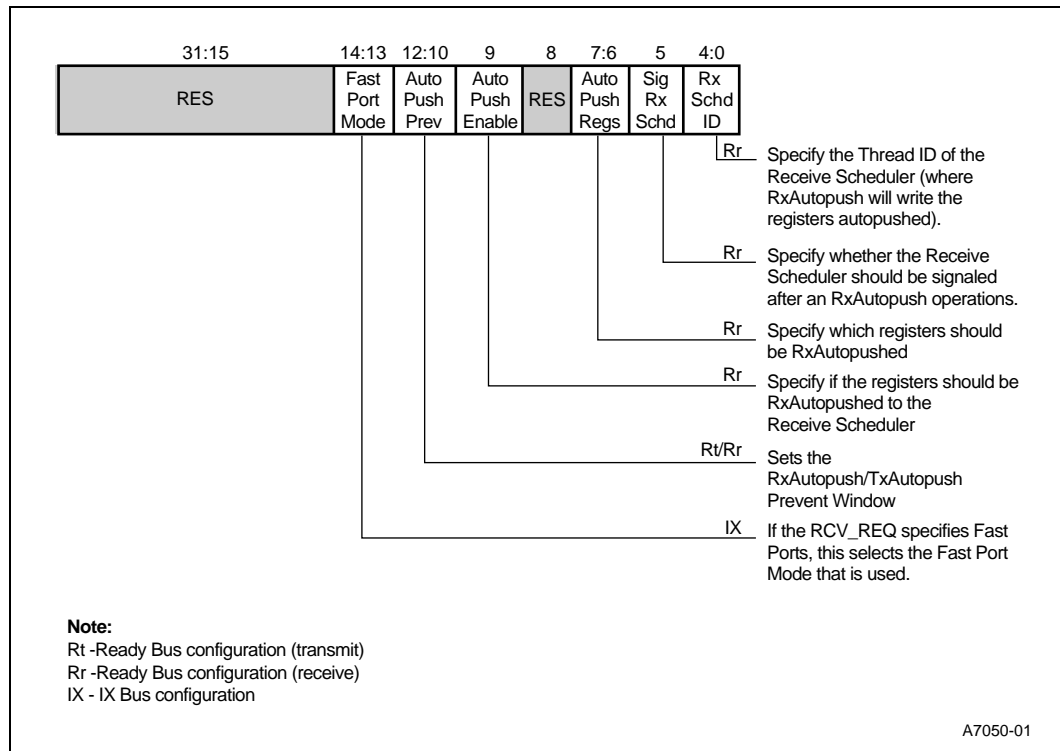 31:15 14:13 12:10 9 8 7:6 5 4:0
RES
Fast
Port
Mode
Auto
Push
Prev
Auto
Push
Enable
RES
Auto
Push
Regs
Sig
Rx
Schd
Rx
Schd
ID
Rr
Specify the Thread ID of the
Receive Scheduler (where
RxAutopush will write the
registers autopushed).
Rr
Specify whether the Receive
Scheduler should be signaled
after an RxAutopush operations.
Rr
Specify which registers should
be RxAutopushed
Rr
Specify if the registers should be
RxAutopushed to the
Receive Scheduler
Rt/Rr
Sets the
RxAutopush/TxAutopush
Prevent Window
IX
If the RCV_REQ specifies Fast
Ports, this selects the Fast Port
Mode that is used.
Note:
Rt -Ready Bus configuration (transmit)
Rr -Ready Bus configuration (receive)
IX - IX Bus configuration
A7050-01